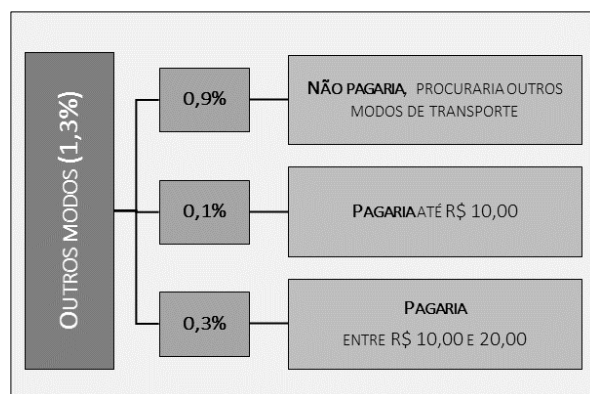 OUTROS MODOS (1,3%)
0,9%
NÃO PAGARIA, PROCURARIA OUTROS
MODOS DE TRANSPORTE
0,1%
PAGARIA ATÉ R$ 10,00
0,3%
PAGARIA
ENTRE R$ 10,00 E 20,00